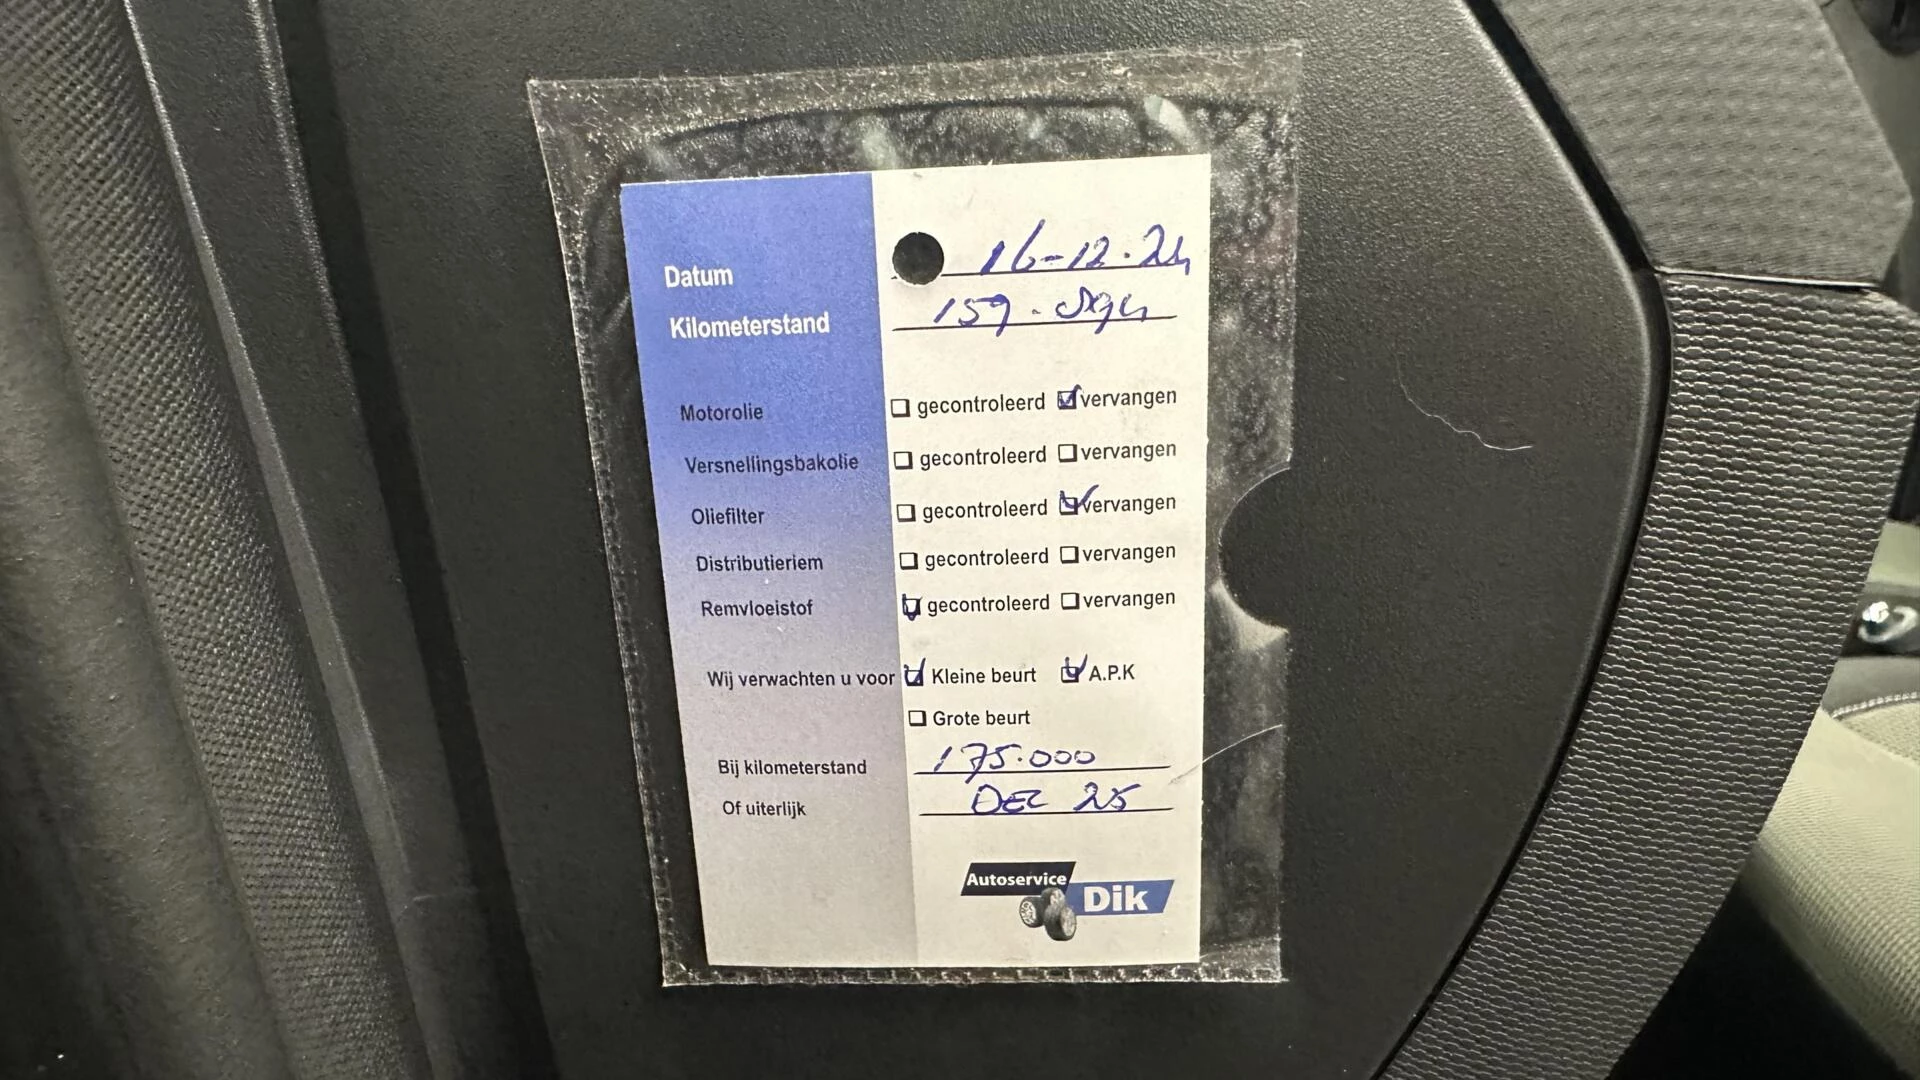 Datum 16-12-24
Kilometerstand
Motorolie gecontroleerd vervangen
Versnellingsbakolie gecontroleerd vervangen
Oliefilter gecontroleerd vervangen
Distributieriem gecontroleerd vervangen
Remvloeistof gecontroleerd vervangen
Wij verwachten u voor Kleine beurt A.P.K
Grote beurt
Bij kilometerstand 175.000
Of uiterlijk DEC 25
Autoservice
Dik